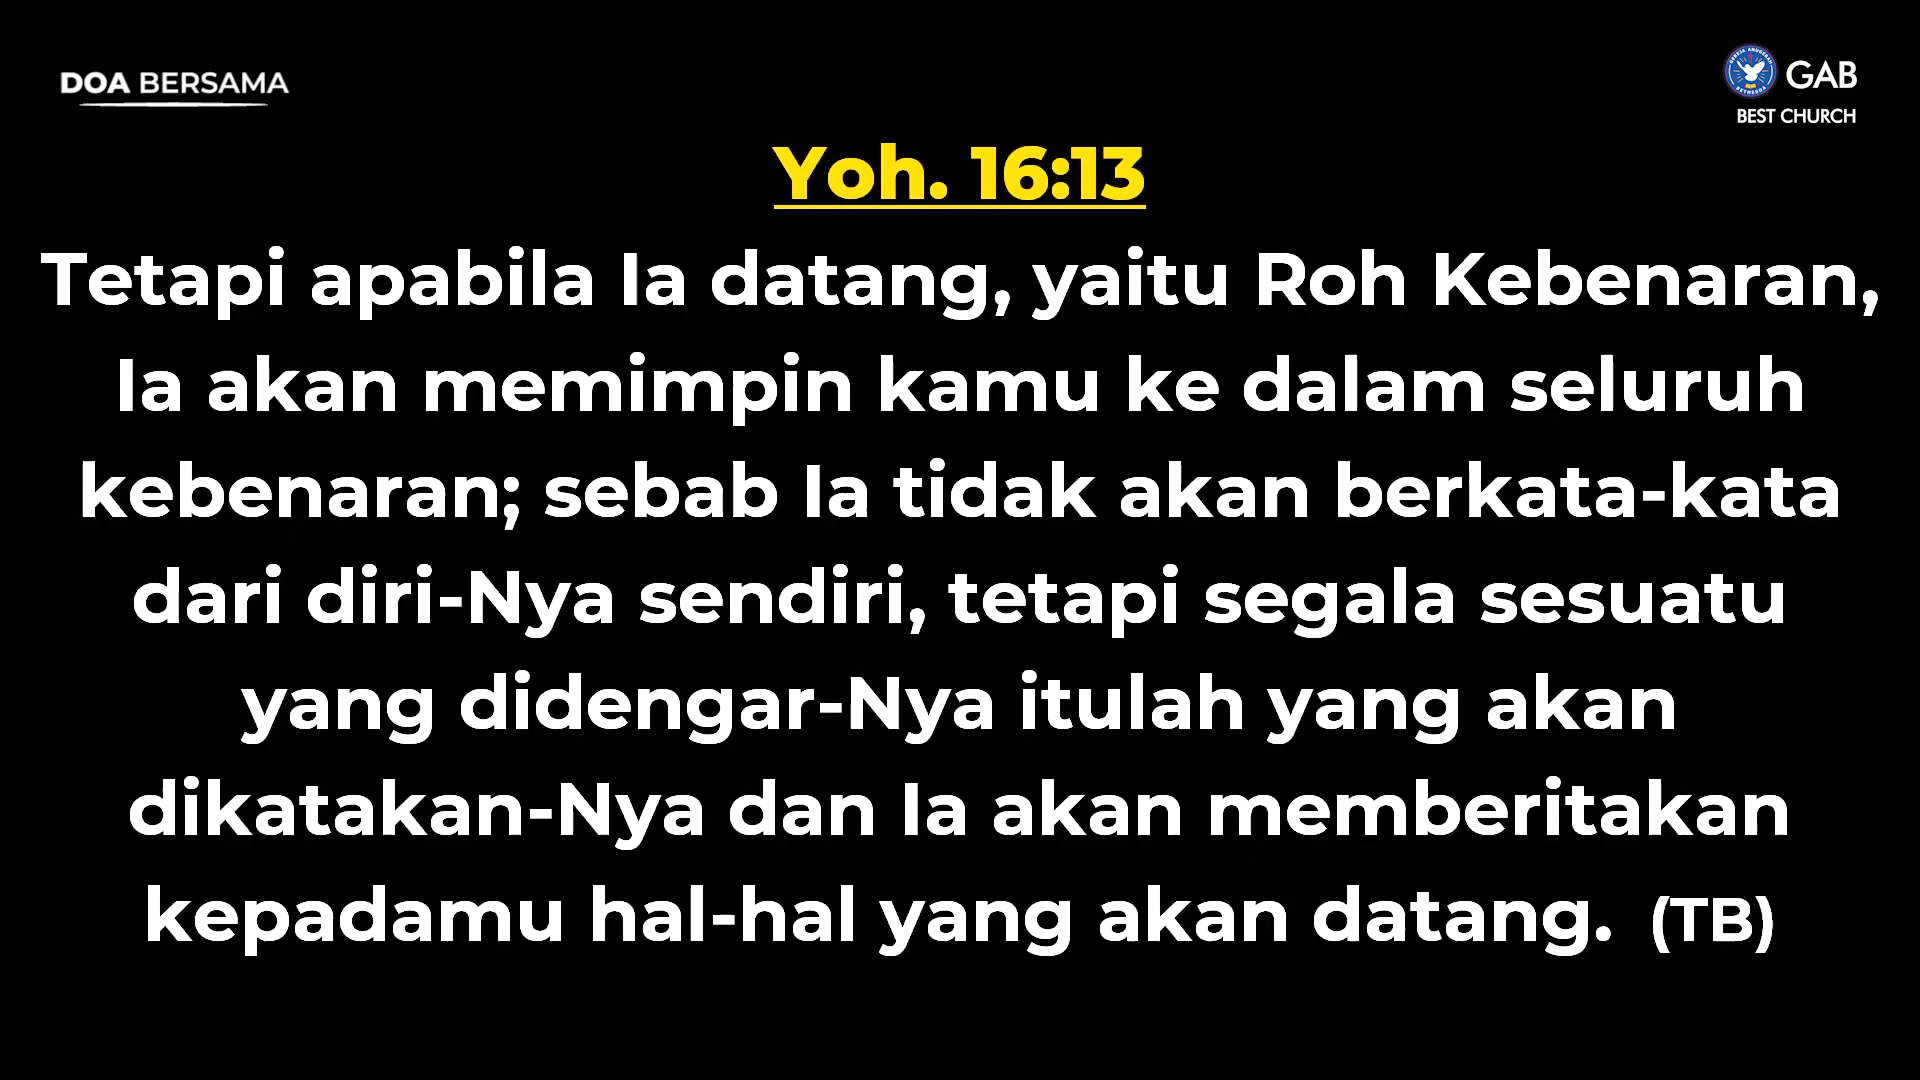 DOA BERSAMA
GAB
BEST CHURCH
Yoh. 16:13
Tetapi apabila Ia datang, yaitu Roh Kebenaran,
Ia akan memimpin kamu ke dalam seluruh
kebenaran; sebab Ia tidak akan berkata-kata
dari diri-Nya sendiri, tetapi segala sesuatu
yang didengar-Nya itulah yang akan
dikatakan-Nya dan Ia akan memberitakan
kepadamu hal-hal yang akan datang. (TB)